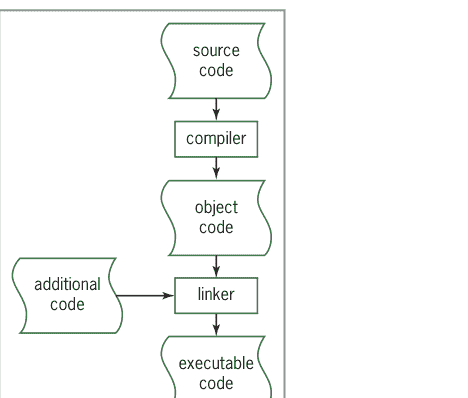 source
code
compiler
object
code
additional
code
linker
executable
code